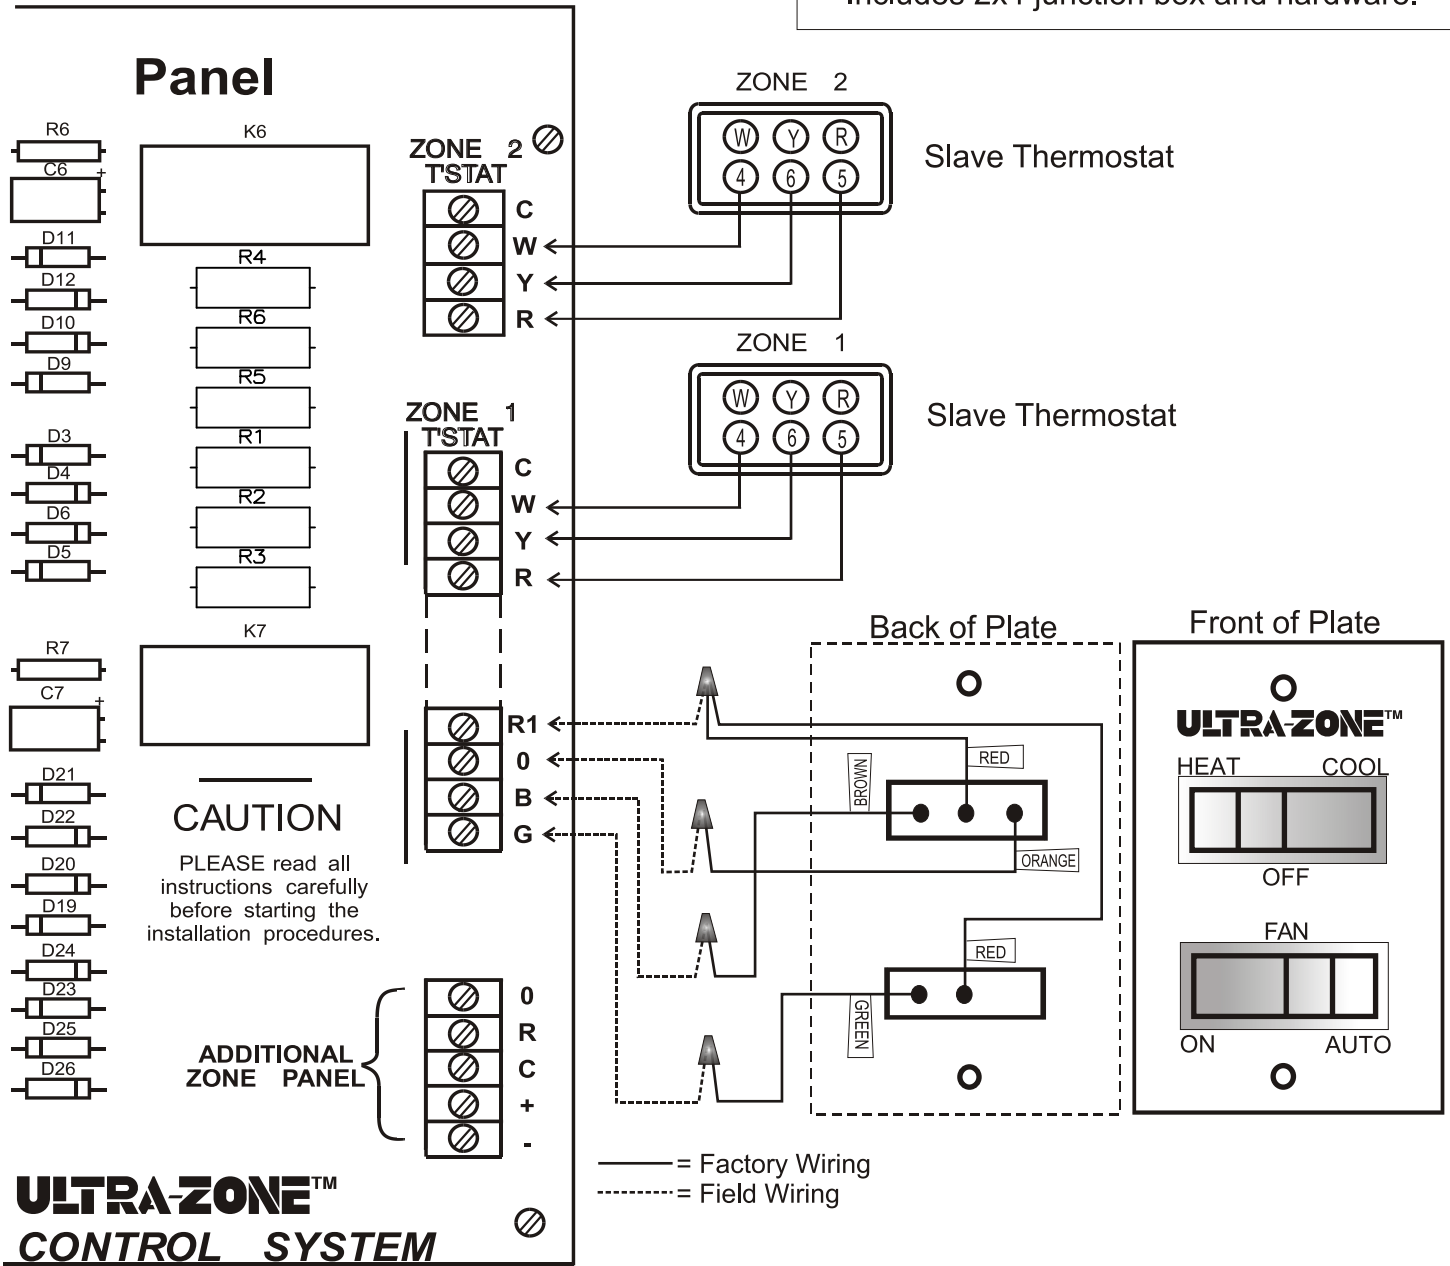 Panel
R6
C6
+
D11
D12
D10
D9
D3
D4
D6
D5
R7
C7
+
D21
D22
D20
D19
D24
D23
D25
D26
K6
R4
R6
R5
R1
R2
R3
K7
CAUTION
PLEASE read all
instructions carefully
before starting the
installation procedures.
ZONE 2
T'STAT
C
W
Y
R
ZONE 1
T'STAT
C
W
Y
R
R1
0
B
G
ADDITIONAL
ZONE PANEL
0
R
C
+
-
ULTRA-ZONE™
CONTROL SYSTEM
ZONE 2
W Y R
4 6 5
Slave Thermostat
ZONE 1
W Y R
4 6 5
Slave Thermostat
Back of Plate
RED
BROWN
ORANGE
RED
GREEN
Front of Plate
ULTRA-ZONE™
HEAT COOL
OFF
FAN
ON AUTO
= Factory Wiring
= Field Wiring
junction box and hardware.